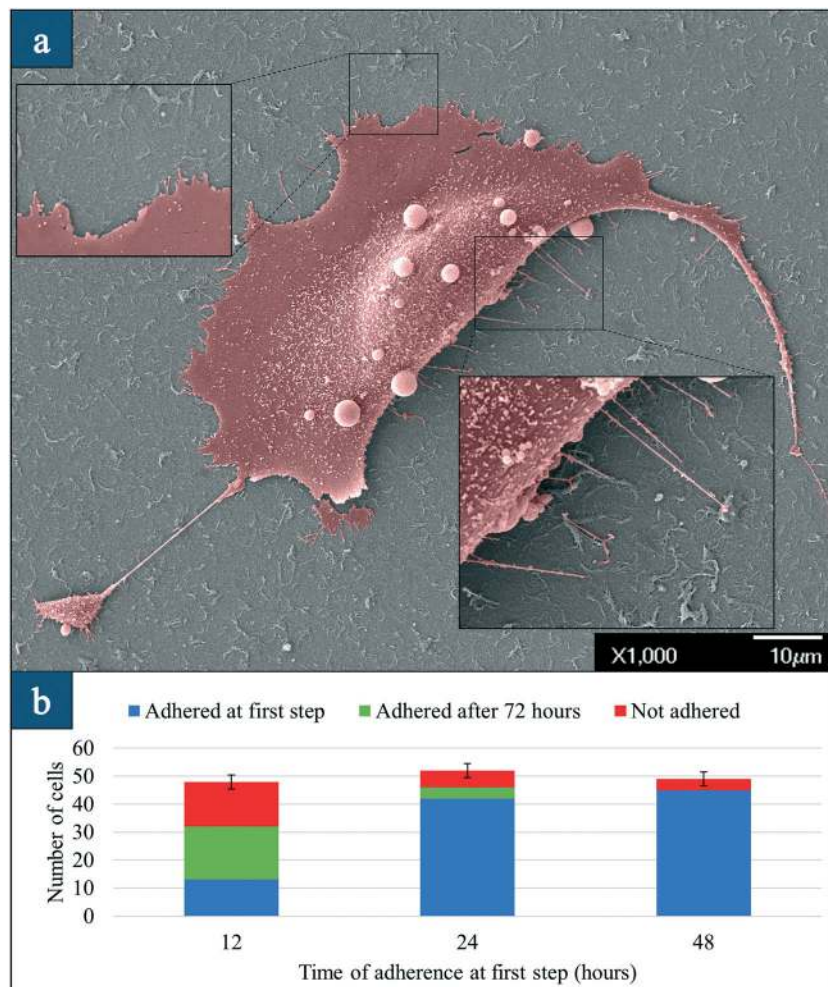 a
X1,000 10μm
b
Adhered at first step Adhered after 72 hours Not adhered
60
50
40
30
20
10
0
Number of cells
12 24 48
Time of adherence at first step (hours)